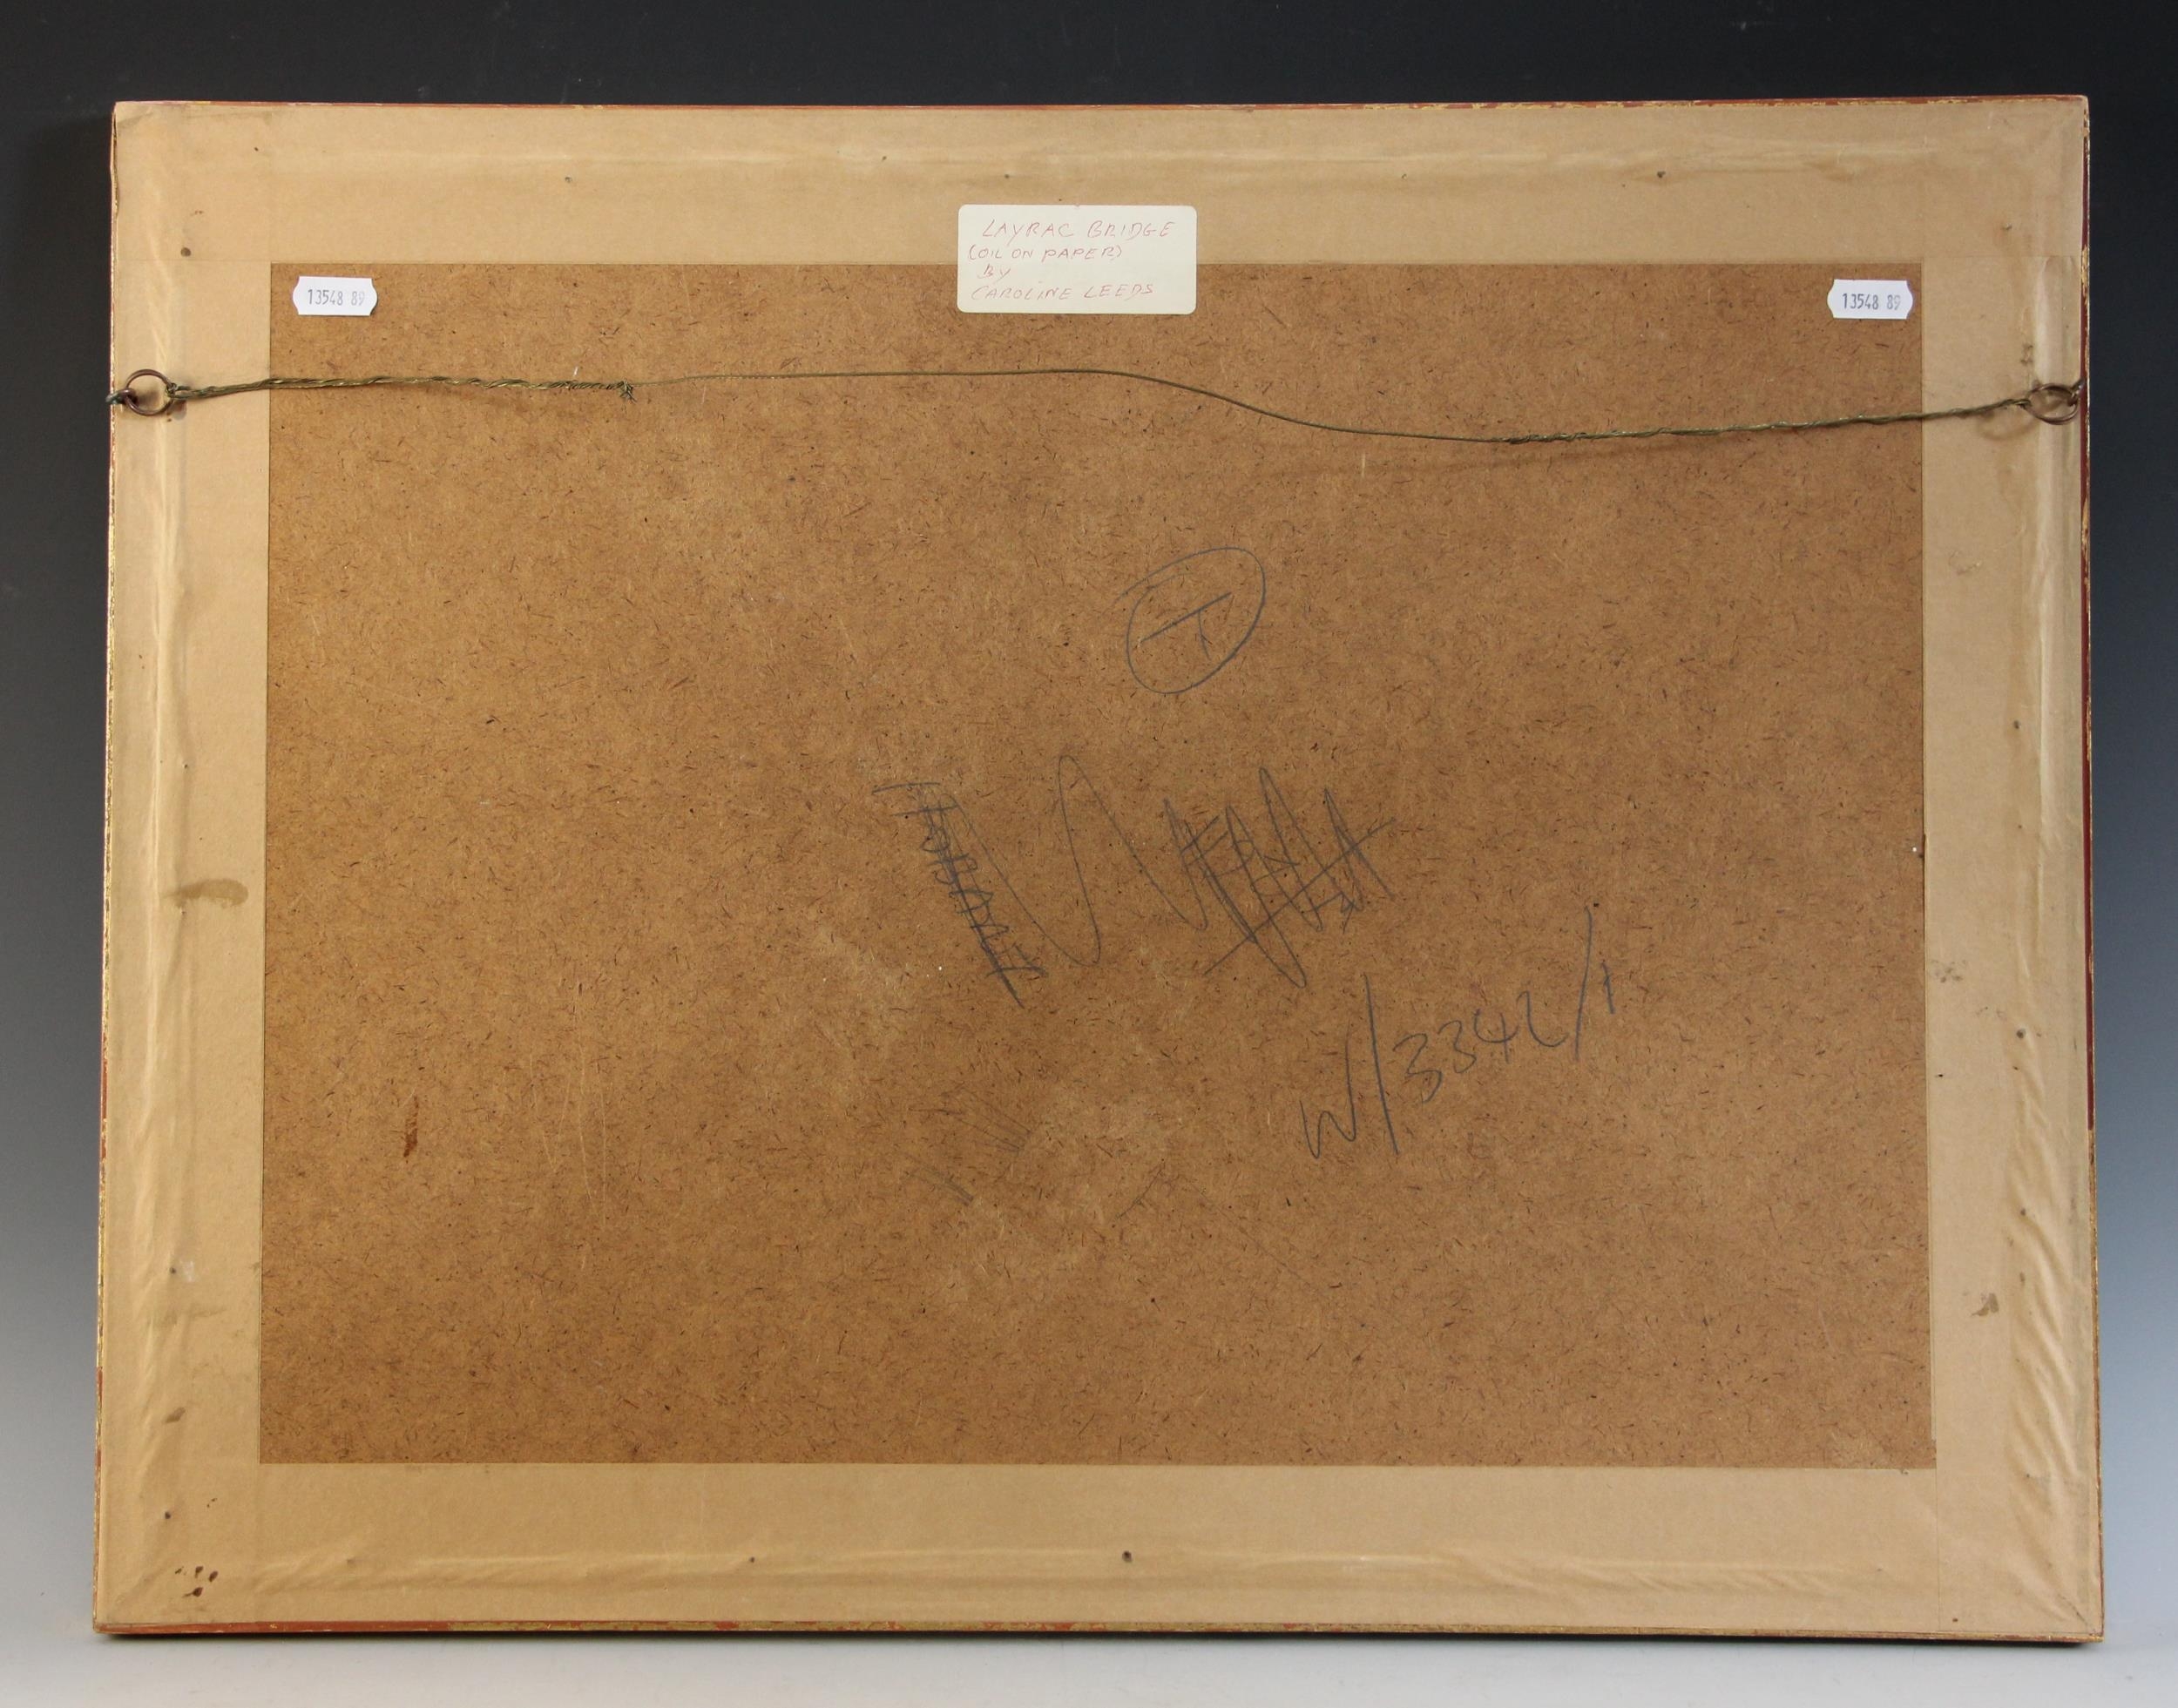 LAYRAC BRIDGE
(OIL ON PAPER)
BY
CAROLINE LEEDS
13548 89
13548 89
T
W/3342/1